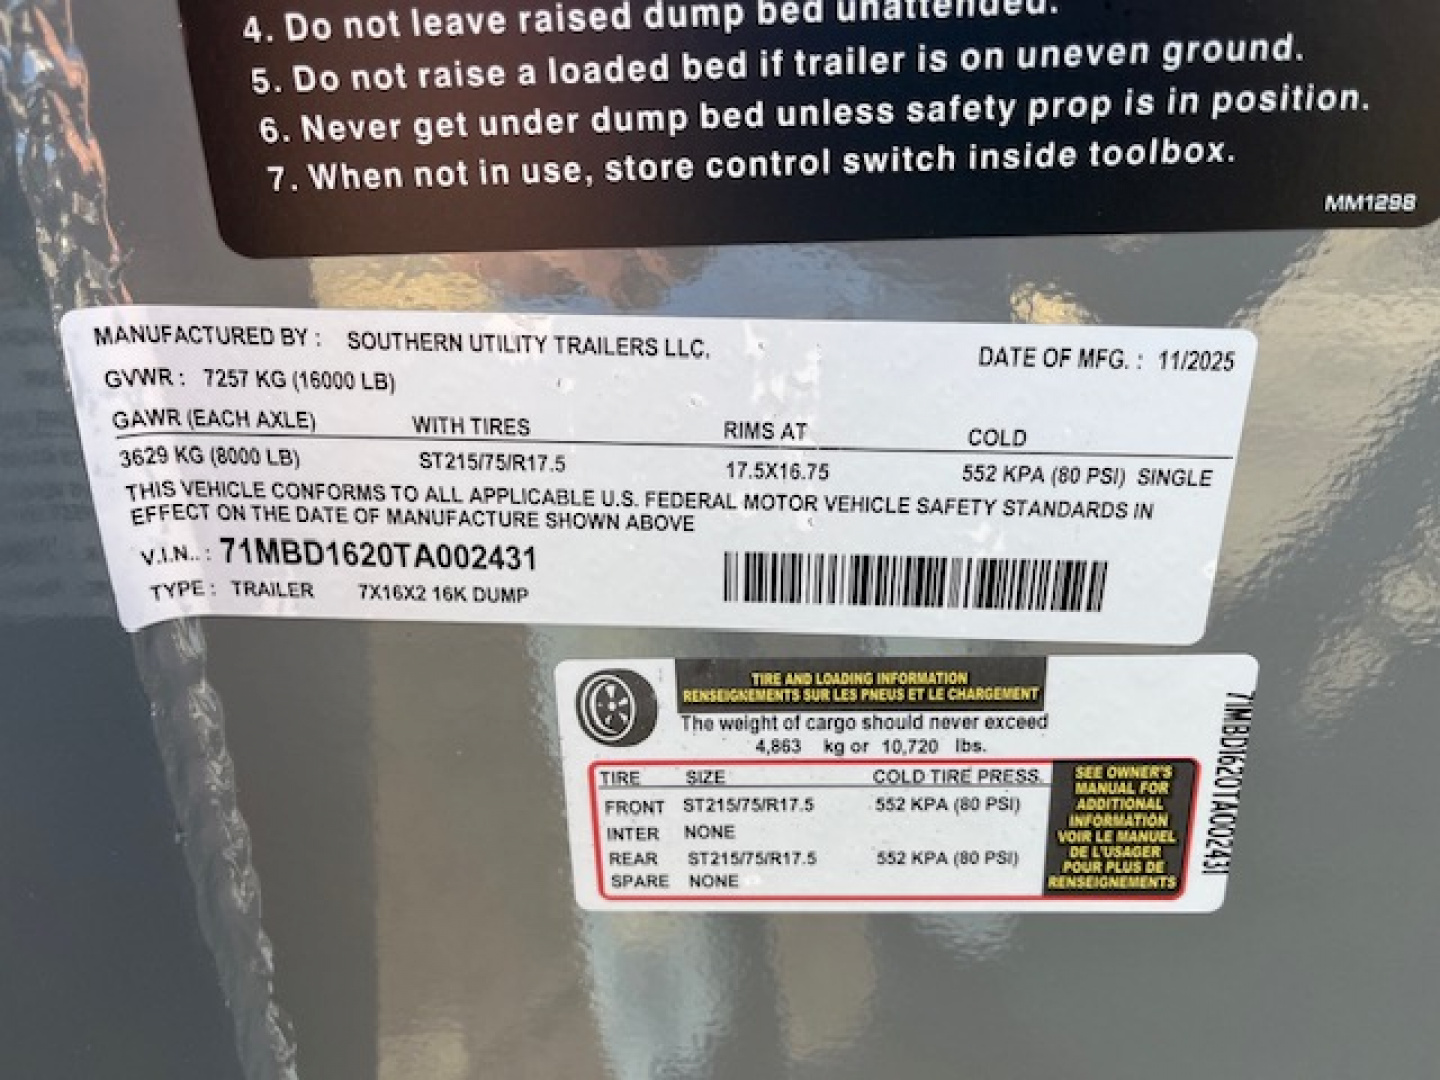 4. Do not leave raised dump bed unattended.
5. Do not raise a loaded bed if trailer is on uneven ground.
6. Never get under dump bed unless safety prop is in position.
7. When not in use, store control switch inside toolbox.
MM1298
MANUFACTURED BY : SOUTHERN UTILITY TRAILERS LLC. DATE OF MFG. : 11/2025
GVWR : 7257 KG (16000 LB)
GAWR (EACH AXLE) WITH TIRES RIMS AT COLD
3629 KG (8000 LB) ST215/75/R17.5 17.5X16.75 552 KPA (80 PSI) SINGLE
THIS VEHICLE CONFORMS TO ALL APPLICABLE U.S. FEDERAL MOTOR VEHICLE SAFETY STANDARDS IN
EFFECT ON THE DATE OF MANUFACTURE SHOWN ABOVE
V.I.N.. : 71MBD1620TA002431
TYPE : TRAILER 7X16X2 16K DUMP
TIRE AND LOADING INFORMATION
RENSEIGNEMENTS SUR LES PNEUS ET LE CHARGEMENT
The weight of cargo should never exceed
4,863 kg or 10,720 lbs.
TIRE SIZE COLD TIRE PRESS.
FRONT ST215/75/R17.5 552 KPA (80 PSI)
INTER NONE
REAR ST215/75/R17.5 552 KPA (80 PSI)
SPARE NONE
SEE OWNER'S
MANUAL FOR
ADDITIONAL
INFORMATION
VOIR LE MANUEL
DE L'USAGER
POUR PLUS DE
RENSEIGNEMENTS
71MBD1620TA002431